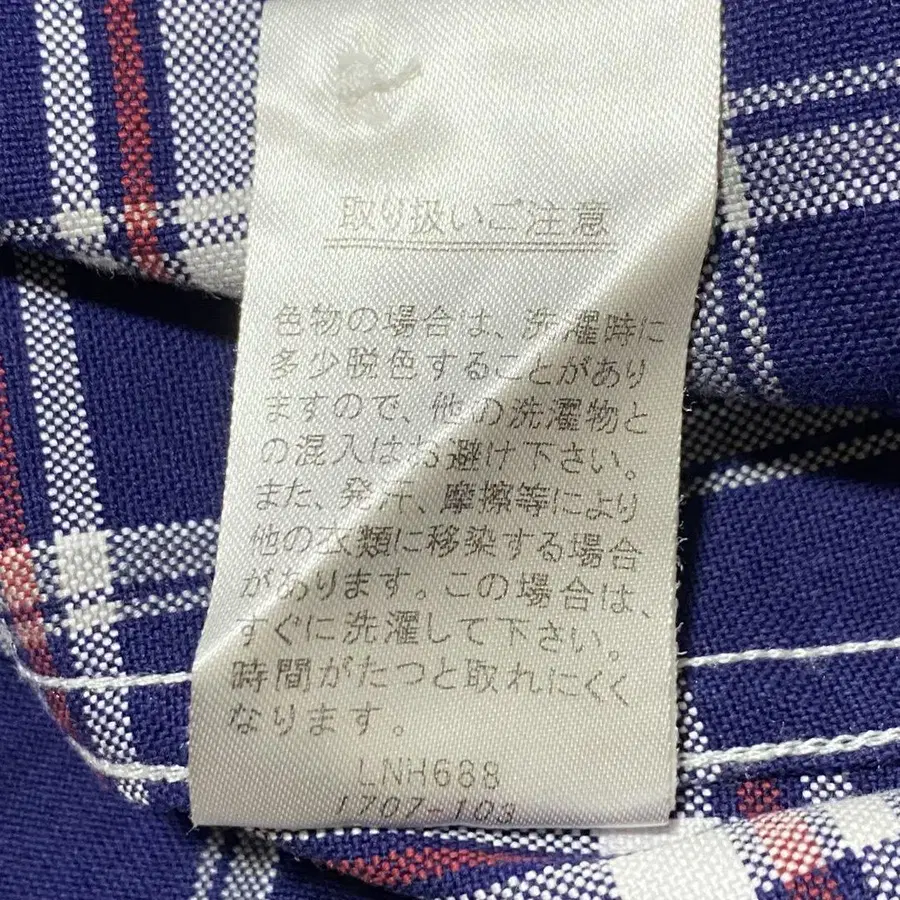 取り扱いご注意
色物の場合は、洗濯時に
多少脱色することがあり
ますので、他の洗濯物と
の混入はお避け下さい。
また、発汗、摩擦等により
他の衣類に移染する場合
があります。この場合は、
すぐに洗濯して下さい。
時間がたつと取れにくく
なります。
LNH688
1707-103